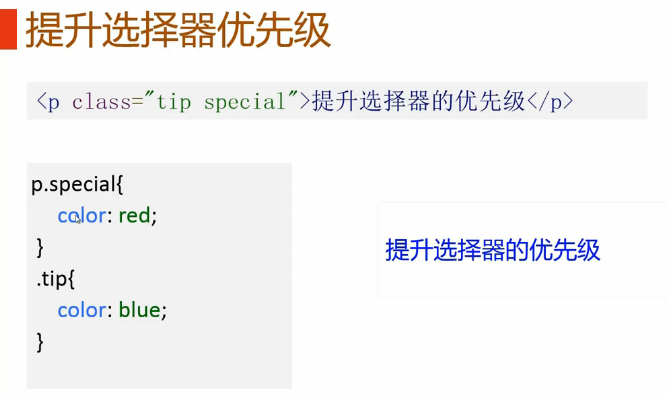 提升选择器优先级
<p class="tip special">提升选择器的优先级</p>
p.special{
color: red;
}
.tip{
color: blue;
}
提升选择器的优先级